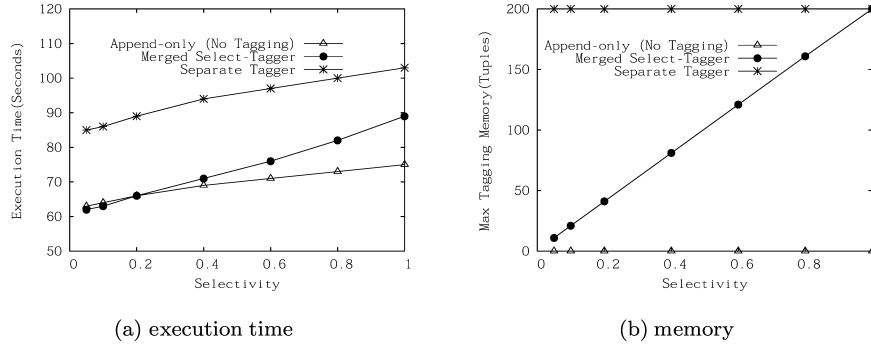 120
110
100
90
80
70
60
50
Execution Time(Seconds)
Append-only (No Tagging)
Merged Select-Tagger
Separate Tagger
0 0.2 0.4 0.6 0.8 1
Selectivity
(a) execution time
200
150
100
50
0
Max Tagging Memory(Tuples)
Append-only (No Tagging)
Merged Select-Tagger
Separate Tagger
0 0.2 0.4 0.6 0.8
Selectivity
(b) memory